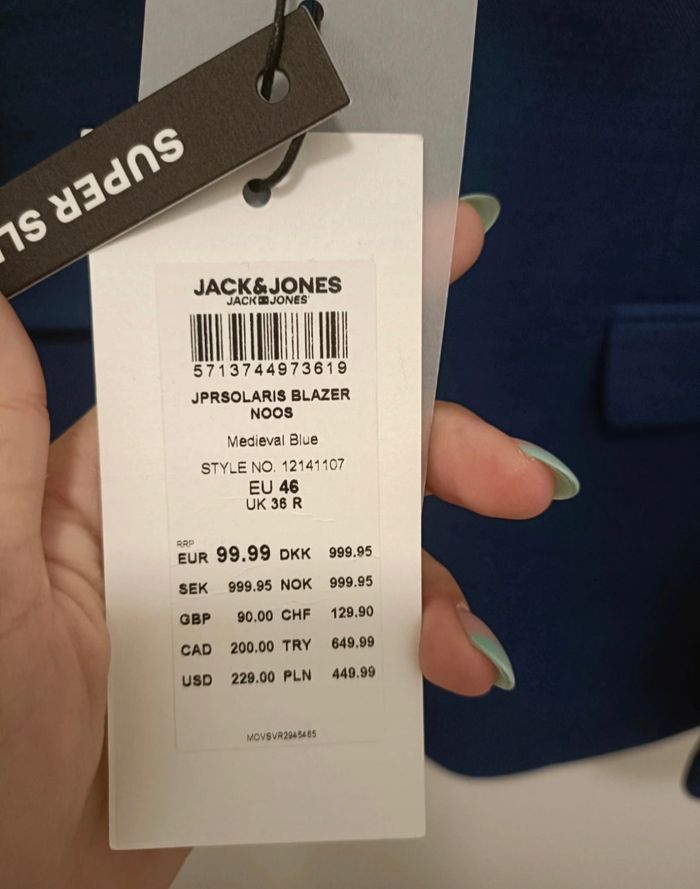 SUPER SLI
JACK&JONES
JACK JONES
5713744973619
JPRSOLARIS BLAZER
NOOS
Medieval Blue
STYLE NO. 12141107
EU 46
UK 36 R
RRP
EUR 99.99 DKK 999.95
SEK 999.95 NOK 999.95
GBP 90.00 CHF 129.90
CAD 200.00 TRY 649.99
USD 229.00 PLN 449.99
MOVSVR2945465